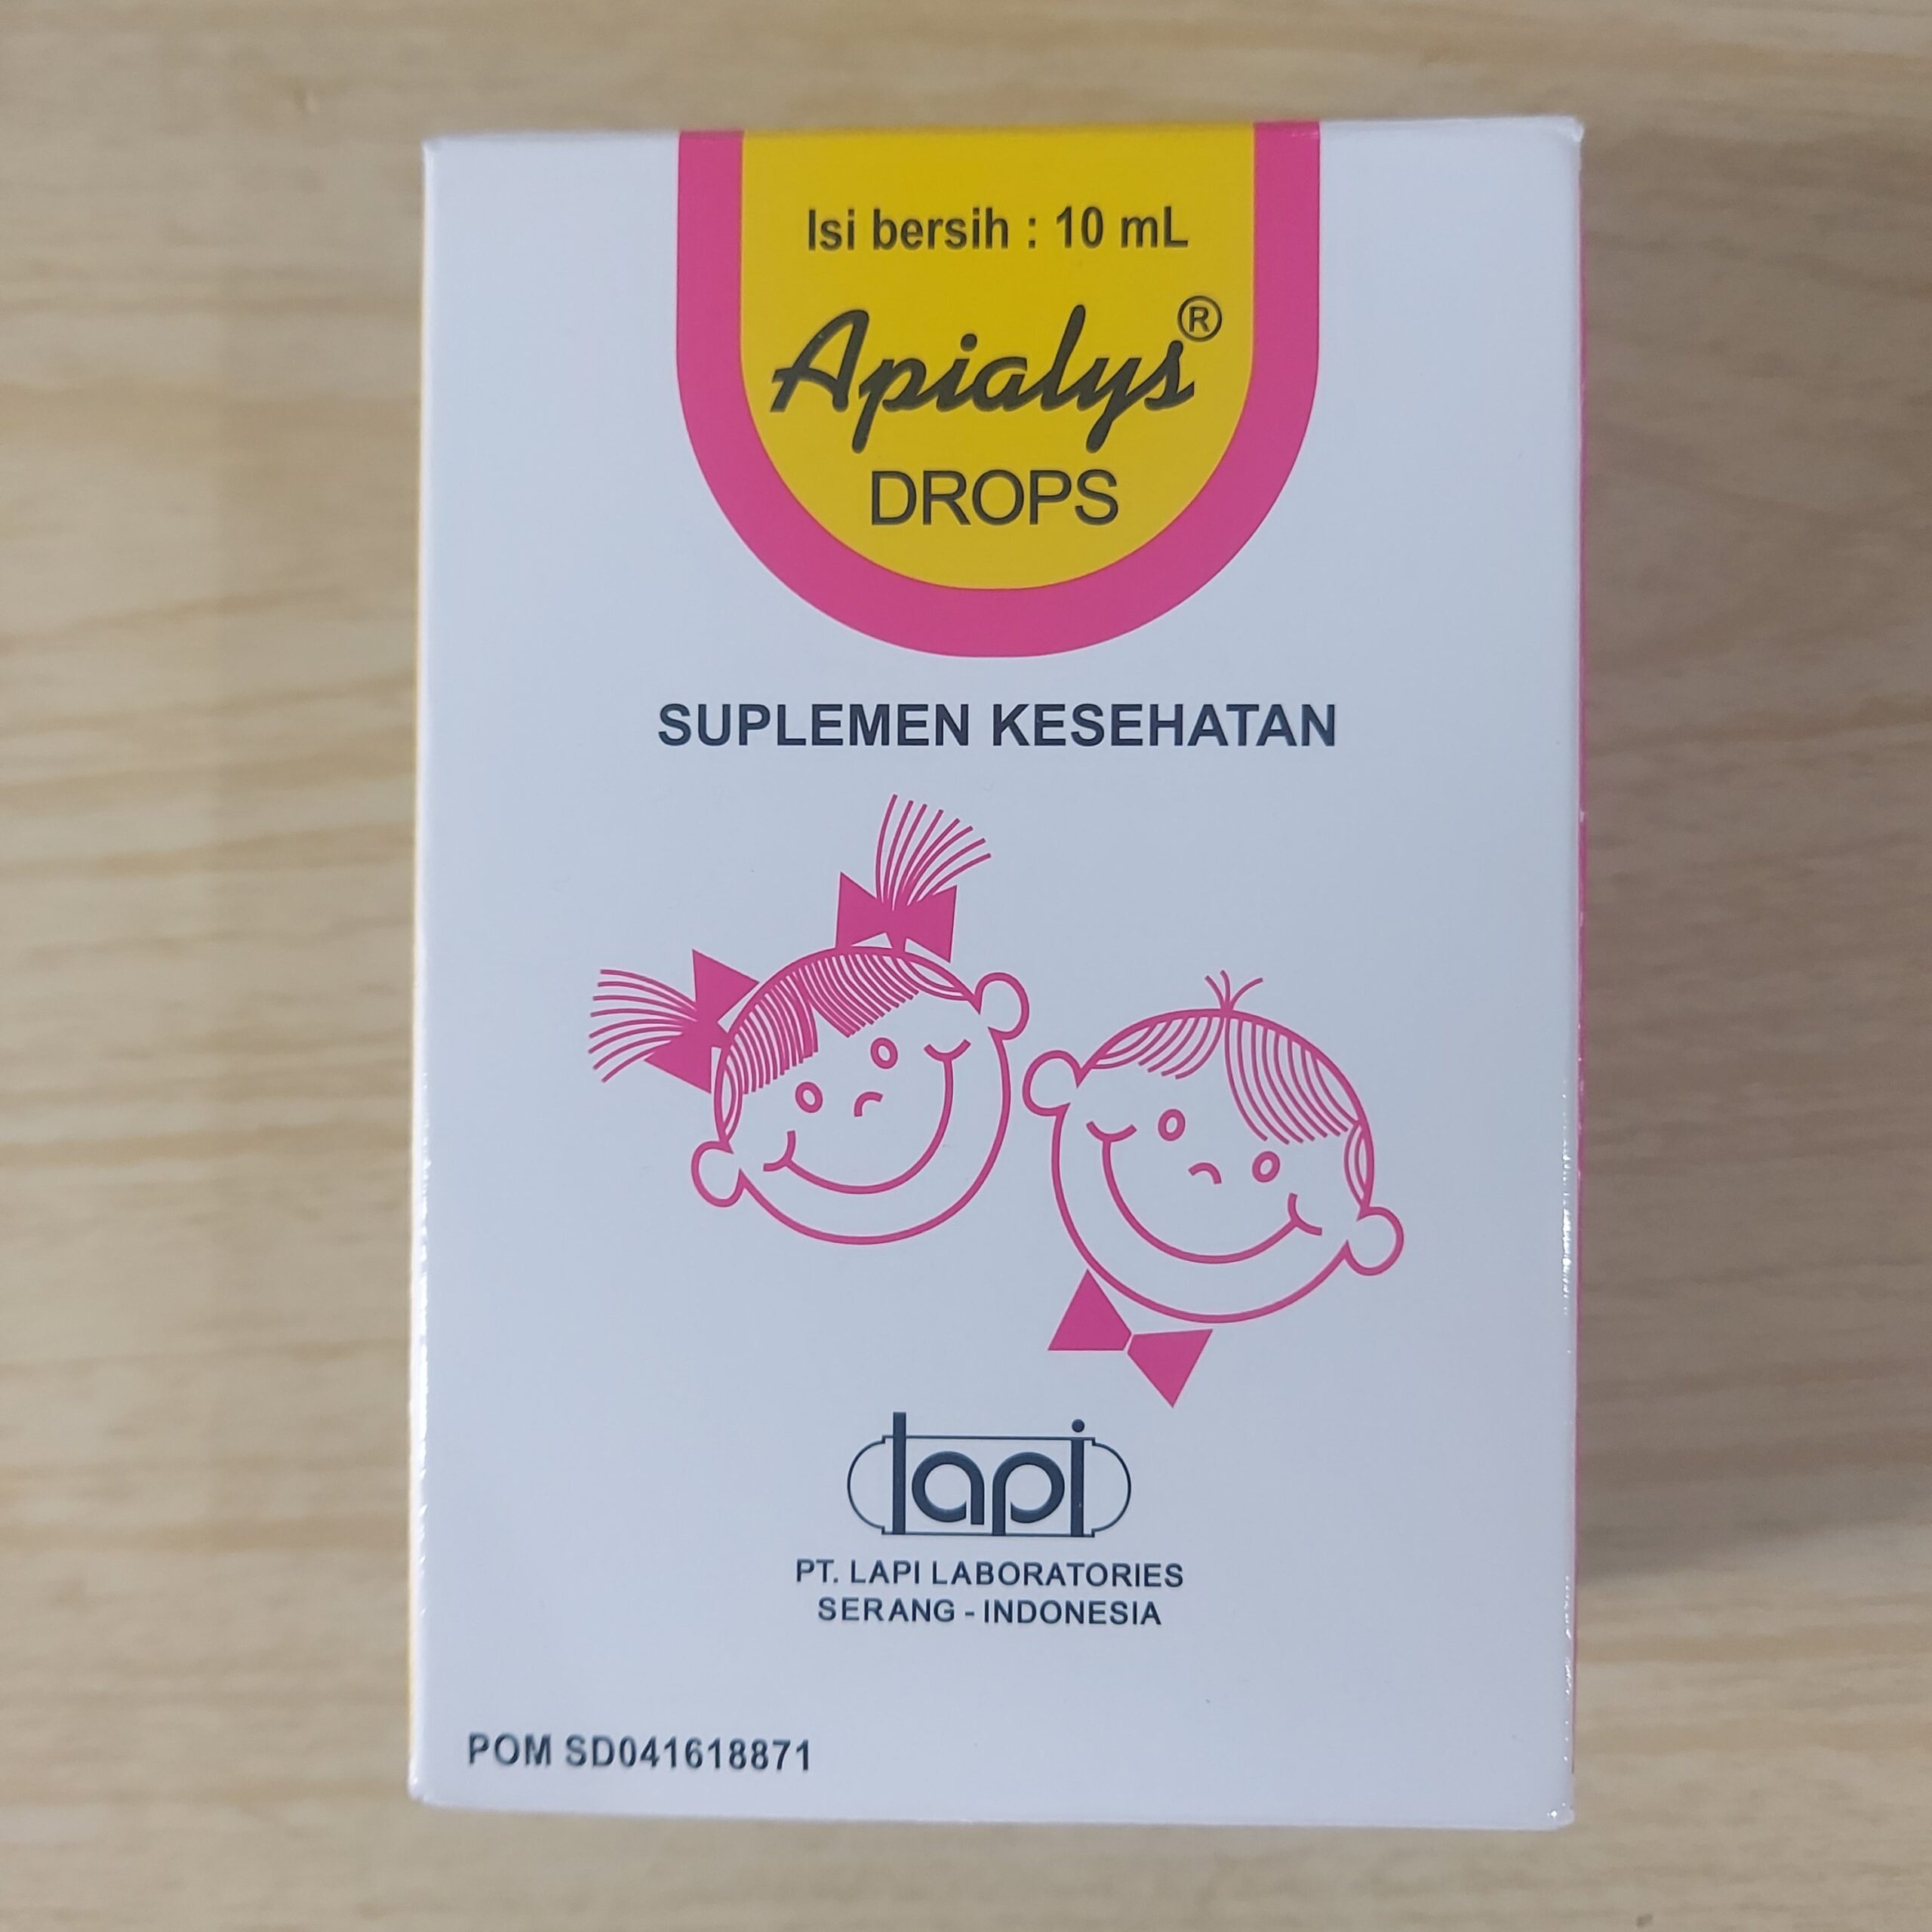 Isi bersih : 10 mL
Apialys®
DROPS
SUPLEMEN KESEHATAN
lapi
PT. LAPI LABORATORIES
SERANG - INDONESIA
POM SD041618871